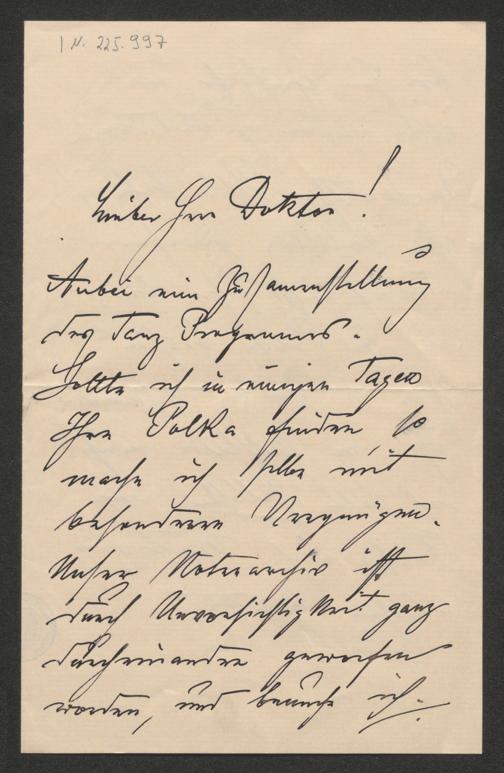 I.N. 225.997
Lieber Herr Doktor!
Anbei eine Zusammenstellung
des Tanz Programms.
Sollte ich in einigen Tagen
Ihre Polka finden so
mache ich selbe mit
besonderem Vergnügen.
Unser Notenarchiv ist
durch Unvorsichtigkeit ganz
durcheinander geworfen
worden, und brauche ich